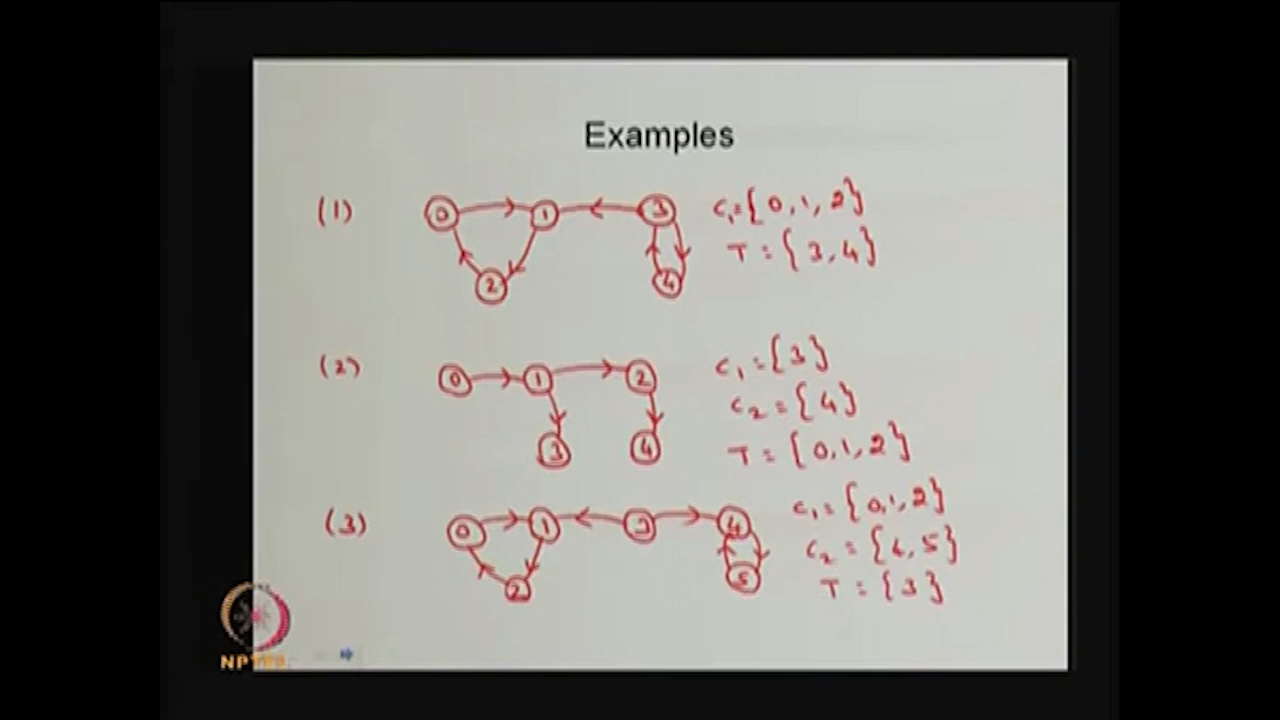 Examples
(1) 0 1 3 C₁ = {0, 1, 2}
2 4 T = {3, 4}
(2) 0 1 2 C₁ = {3}
C₂ = {4}
3 4 T = {0, 1, 2}
(3) 0 1 3 4 C₁ = {0, 1, 2}
2 5 C₂ = {4, 5}
T = {3}
NPTEL